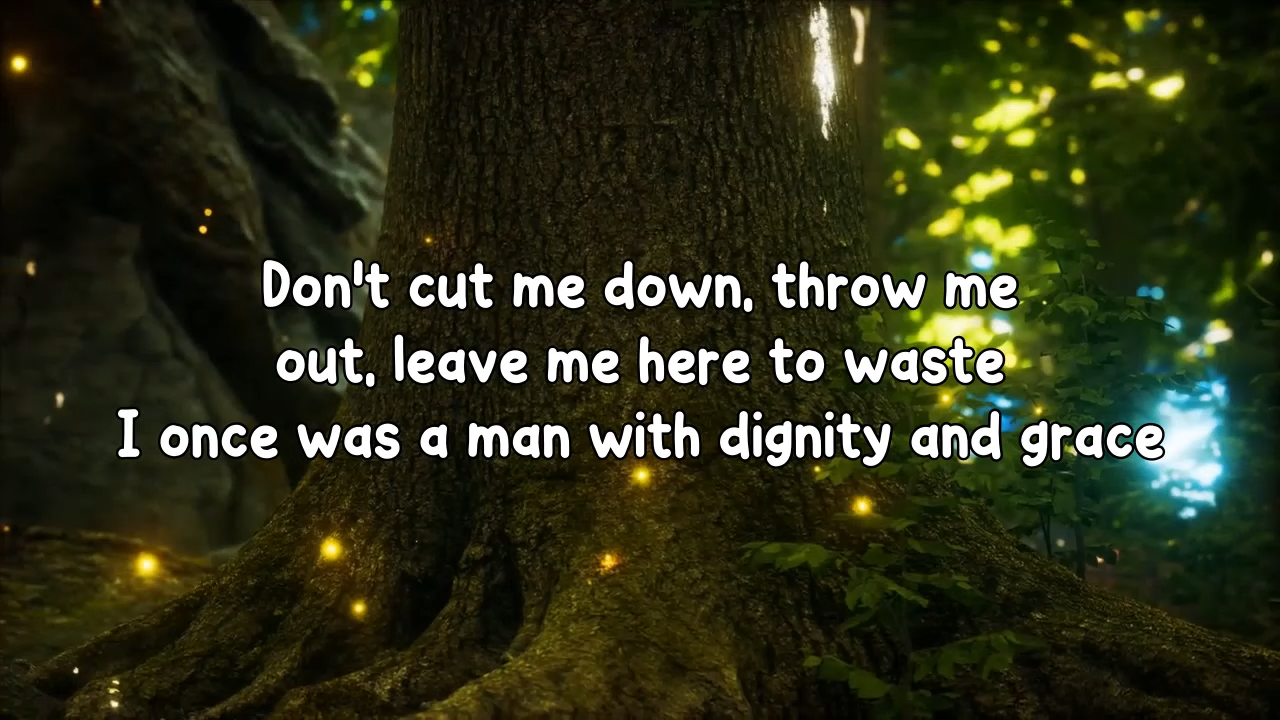 Don't cut me down, throw me
out, leave me here to waste
I once was a man with dignity and grace